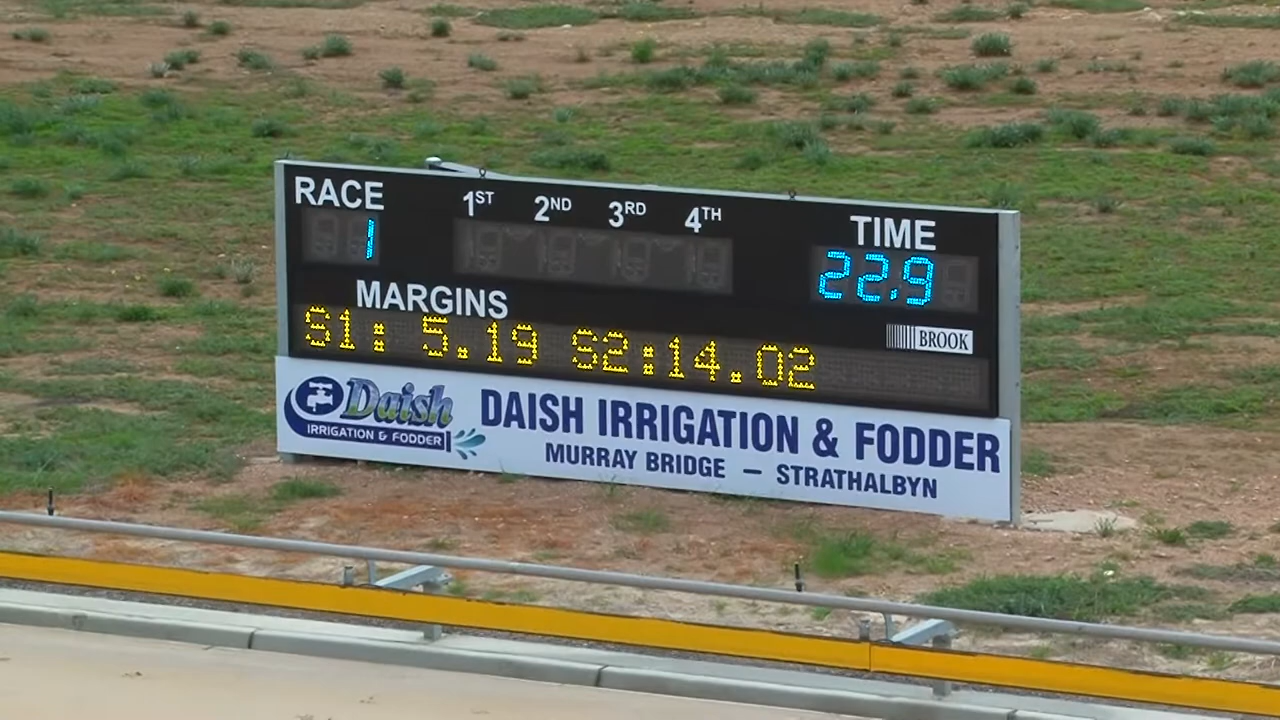 RACE 1ST 2ND 3RD 4TH TIME
1 22.9
MARGINS
S1: 5.19 S2:14.02
BROOK
Daish
IRRIGATION & FODDER
DAISH IRRIGATION & FODDER
MURRAY BRIDGE – STRATHALBYN